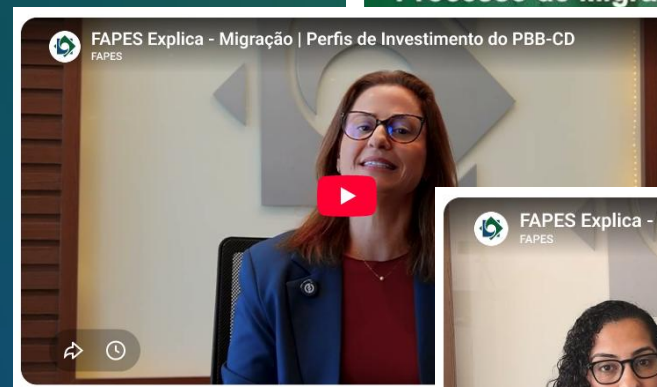 FAPES Explica - Migração | Perfis de Investimento do PBB-CD
FAPES
FAPES Explica -
FAPES